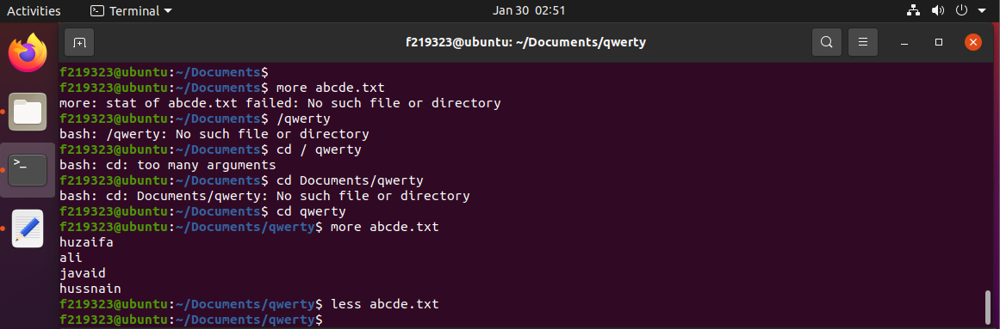 Activities
Terminal
Jan 30 02:51
f219323@ubuntu: ~/Documents/qwerty
f219323@ubuntu:~/Documents$
f219323@ubuntu:~/Documents$ more abcde.txt
more: stat of abcde.txt failed: No such file or directory
f219323@ubuntu:~/Documents$ /qwerty
bash: /qwerty: No such file or directory
f219323@ubuntu:~/Documents$ cd / qwerty
bash: cd: too many arguments
f219323@ubuntu:~/Documents$ cd Documents/qwerty
bash: cd: Documents/qwerty: No such file or directory
f219323@ubuntu:~/Documents$ cd qwerty
f219323@ubuntu:~/Documents/qwerty$ more abcde.txt
huzaifa
ali
javaid
hussnain
f219323@ubuntu:~/Documents/qwerty$ less abcde.txt
f219323@ubuntu:~/Documents/qwerty$